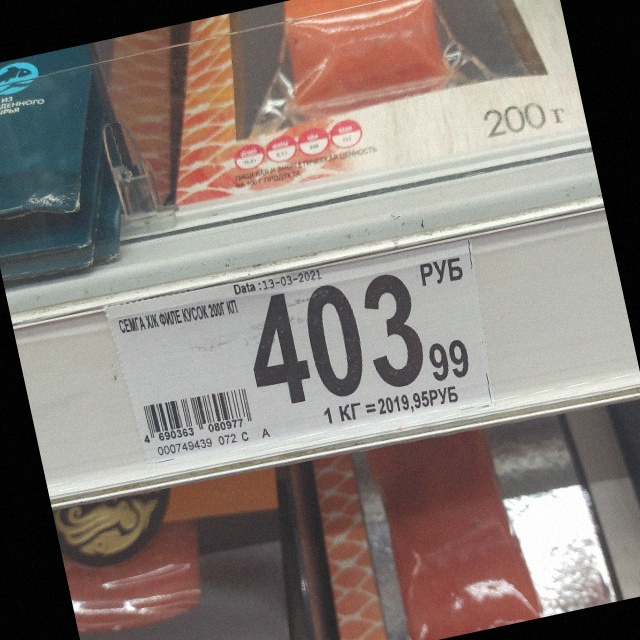 ИЗ
200 г
Data :13-03-2021
СЕМГА Х/К ФИЛЕ КУСОК 200Г КП
403 99
РУБ
1 КГ =2019,95РУБ
4 690363 080977
000749439 072 C A